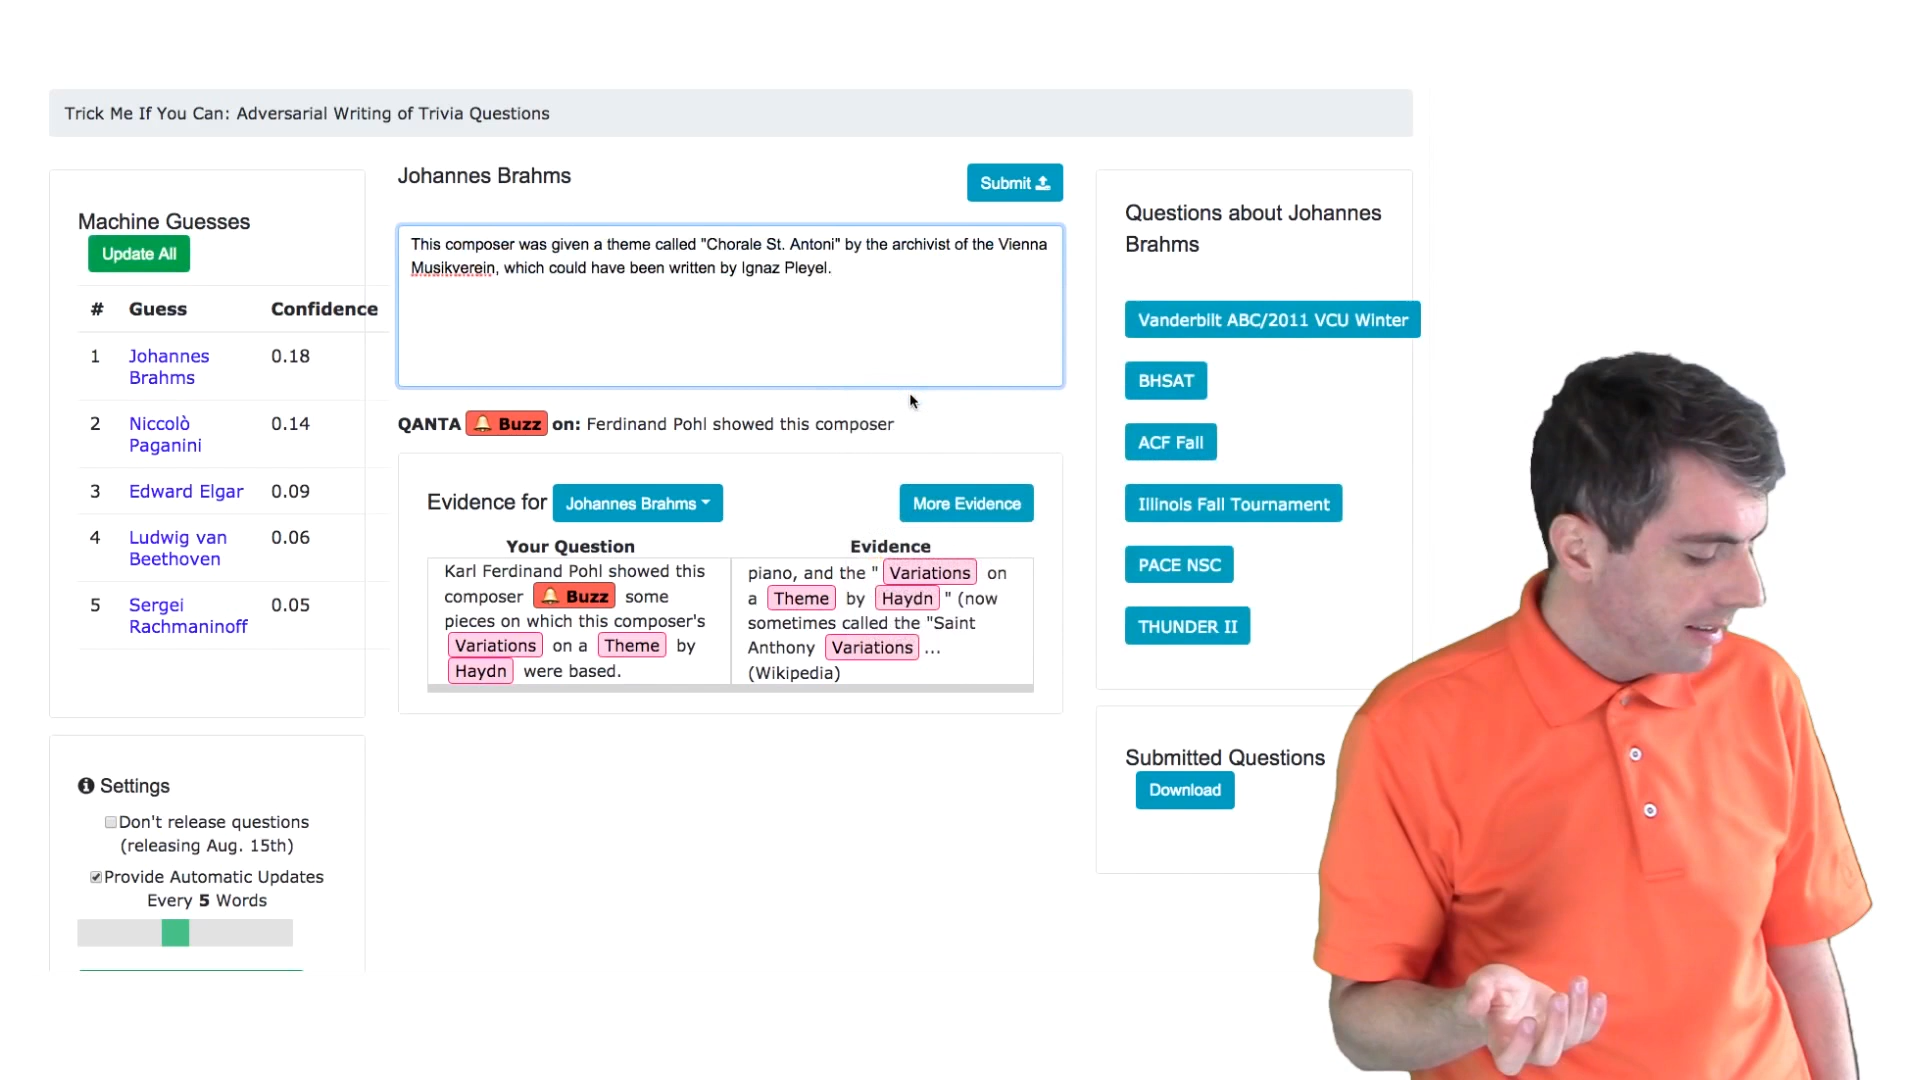 Trick Me If You Can: Adversarial Writing of Trivia Questions
Machine Guesses
Update All
# Guess Confidence
1 Johannes Brahms 0.18
2 Niccolò Paganini 0.14
3 Edward Elgar 0.09
4 Ludwig van Beethoven 0.06
5 Sergei Rachmaninoff 0.05
Settings
Don't release questions
(releasing Aug. 15th)
Provide Automatic Updates
Every 5 Words
Johannes Brahms
Submit
This composer was given a theme called "Chorale St. Antoni" by the archivist of the Vienna
Musikverein, which could have been written by Ignaz Pleyel.
QANTA Buzz on: Ferdinand Pohl showed this composer
Evidence for Johannes Brahms
More Evidence
Your Question
Karl Ferdinand Pohl showed this
composer Buzz some
pieces on which this composer's
Variations on a Theme by
Haydn were based.
Evidence
piano, and the " Variations on
a Theme by Haydn " (now
sometimes called the "Saint
Anthony Variations ...
(Wikipedia)
Questions about Johannes
Brahms
Vanderbilt ABC/2011 VCU Winter
BHSAT
ACF Fall
Illinois Fall Tournament
PACE NSC
THUNDER II
Submitted Questions
Download